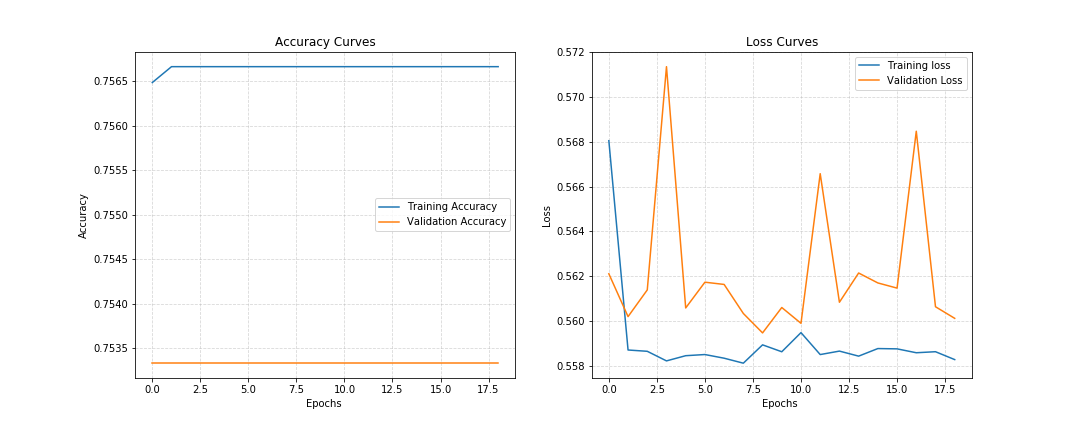 Accuracy Curves
0.7565
0.7560
0.7555
0.7550
0.7545
0.7540
0.7535
Accuracy
Training Accuracy
Validation Accuracy
0.0 2.5 5.0 7.5 10.0 12.5 15.0 17.5
Epochs
Loss Curves
0.572
0.570
0.568
0.566
0.564
0.562
0.560
0.558
Loss
Training loss
Validation Loss
0.0 2.5 5.0 7.5 10.0 12.5 15.0 17.5
Epochs